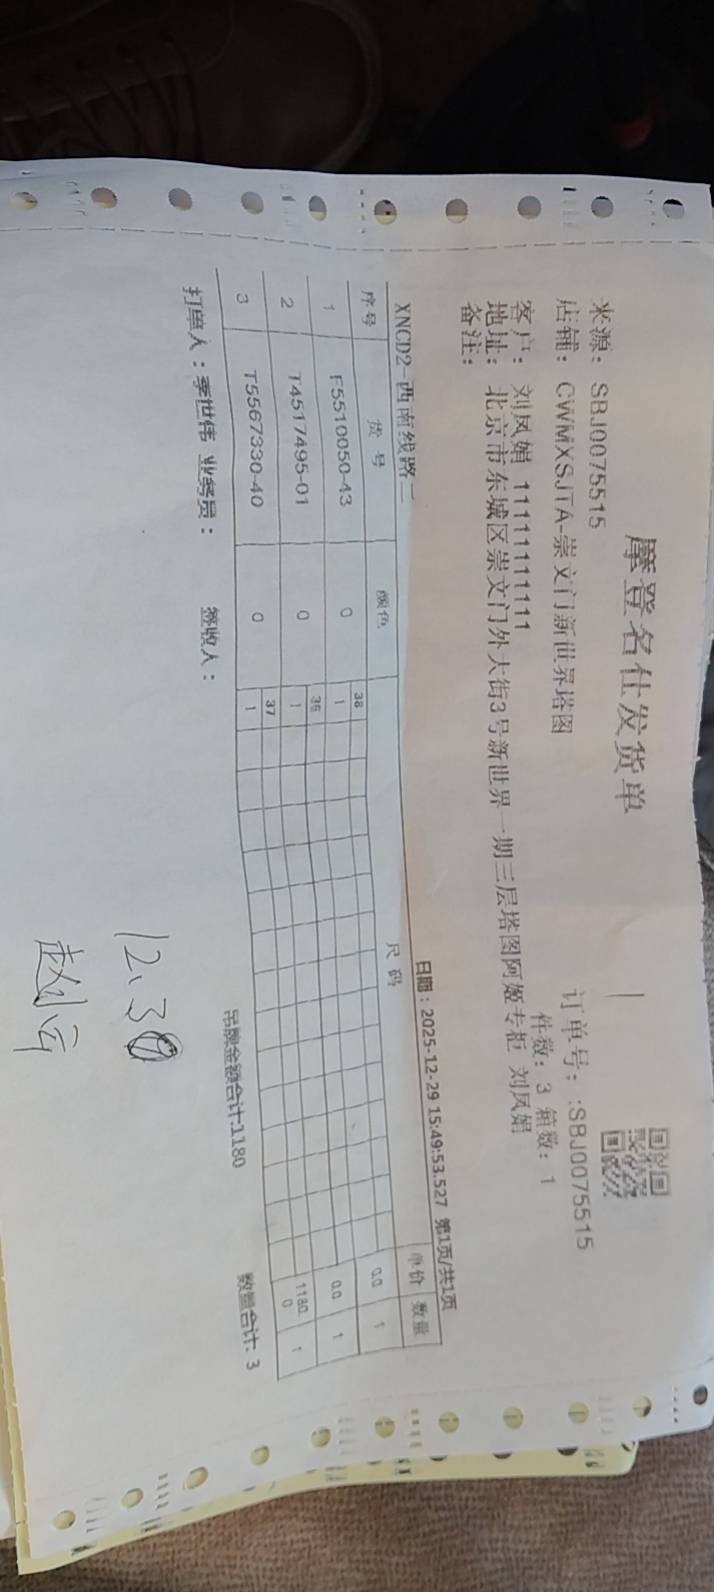 摩登名仕发货单
来源：SBJ0075515
订单号：:SBJ0075515
店铺：CWMXSJTA-崇文门新世界塔图
件数：3 箱数：1
客户：刘凤娟 11111111111
地址：北京市东城区崇文门外大街3号新世界一期三层塔图阿姬专柜 刘凤娟
备注：
日期：2025-12-29 15:49:53.527 第1页/共1页
XNCD2-西南线路二
序号 货号 颜色 尺码 单价 数量
1 F5510050-43 0 38 1 0.0 1
2 T4517495-01 0 36 1 0.0 1
3 T5567330-40 0 37 1 1180.0 1
打单人：季世伟 业务员： 签收人： 吊牌金额合计:1180 数量合计：3
12.30